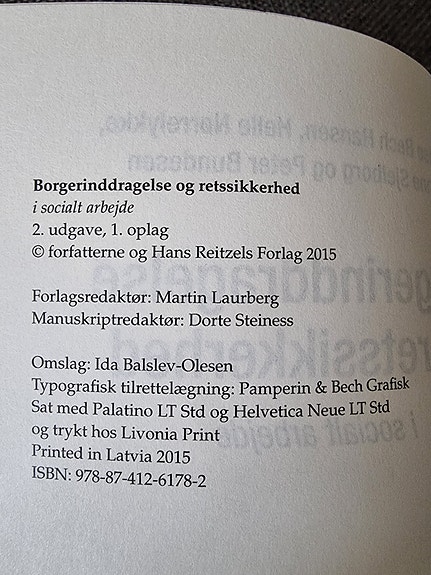 Borgerinddragelse og retssikkerhed
i socialt arbejde
2. udgave, 1. oplag
© forfatterne og Hans Reitzels Forlag 2015
Forlagsredaktør: Martin Laurberg
Manuskriptredaktør: Dorte Steiness
Omslag: Ida Balslev-Olesen
Typografisk tilrettelægning: Pamperin & Bech Grafisk
Sat med Palatino LT Std og Helvetica Neue LT Std
og trykt hos Livonia Print
Printed in Latvia 2015
ISBN: 978-87-412-6178-2